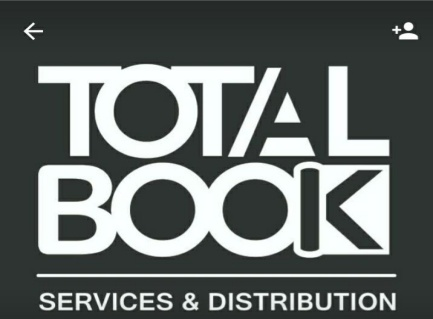 TOTAL
BOOK
SERVICES & DISTRIBUTION